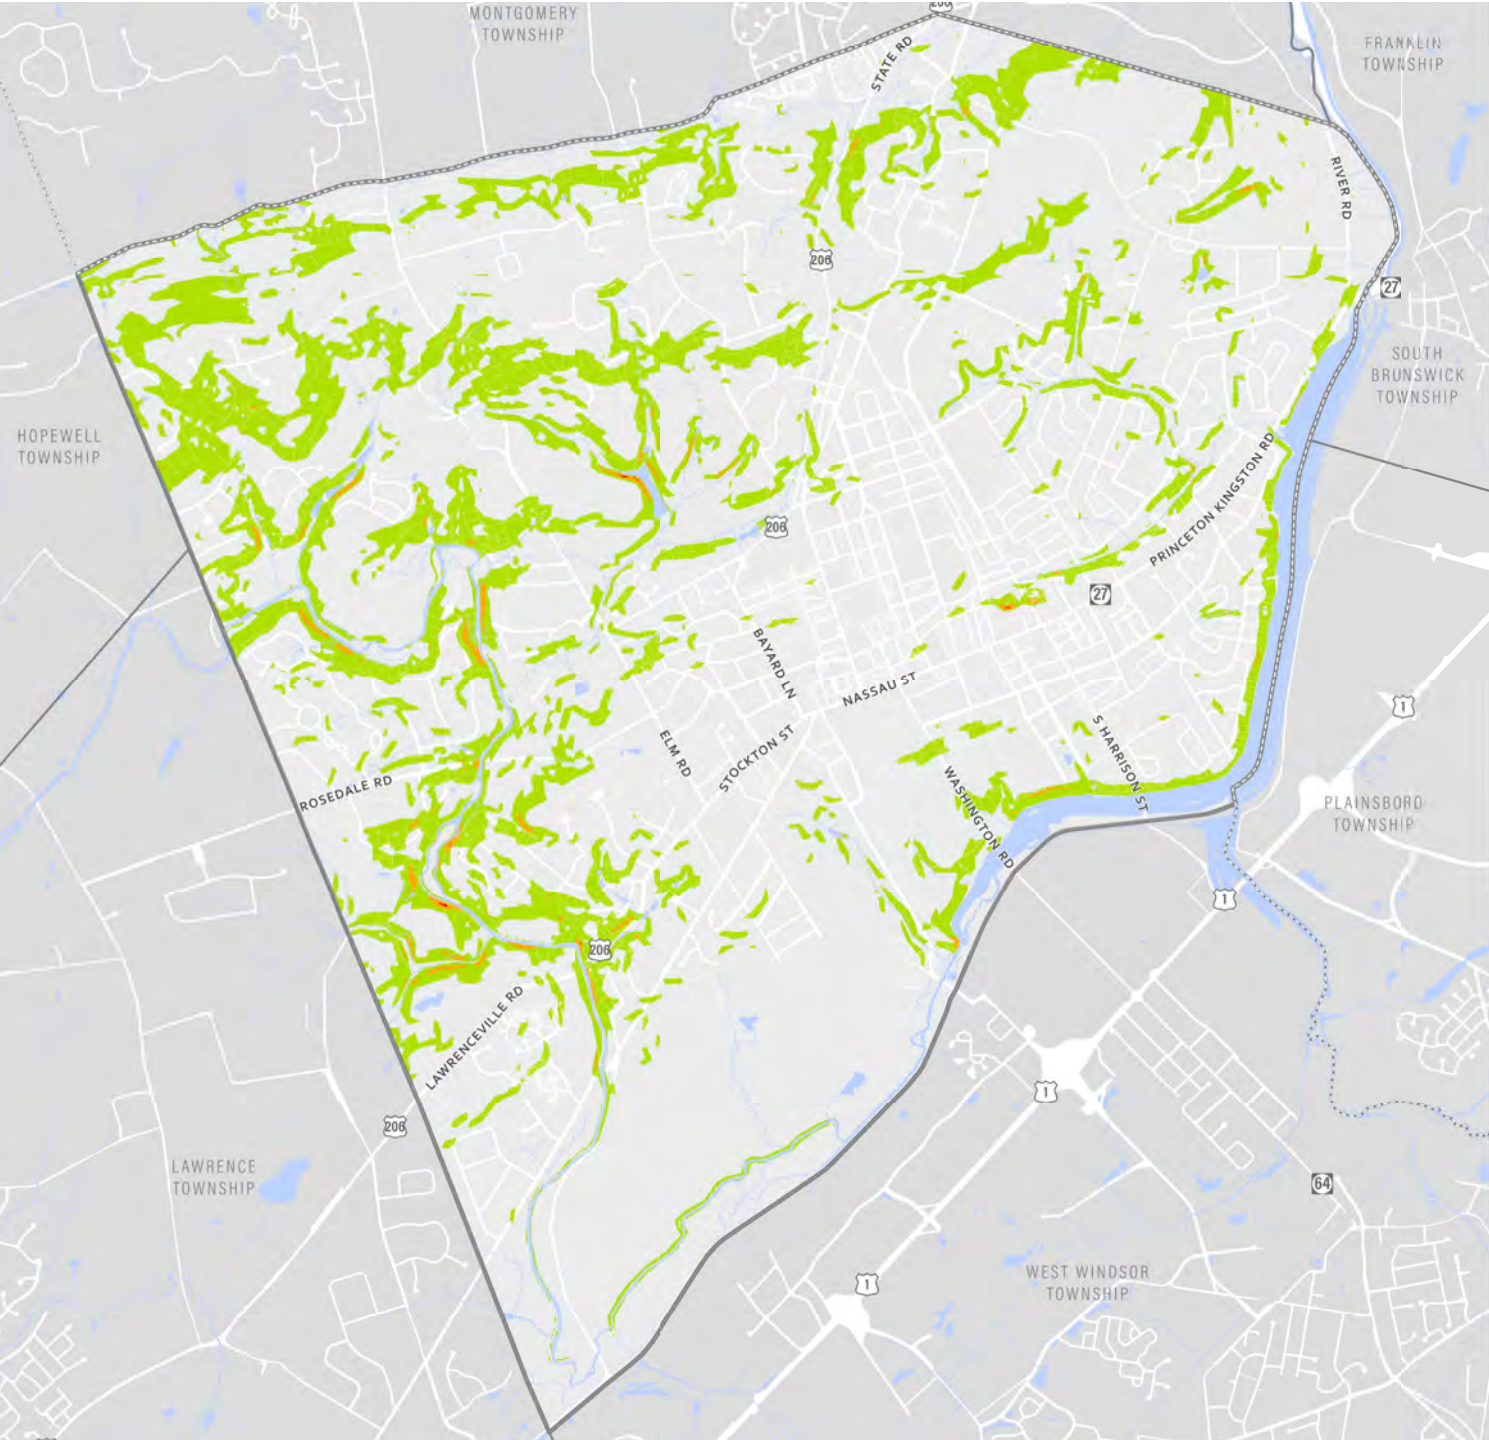 206
MONTGOMERY
TOWNSHIP
FRANKLIN
TOWNSHIP
STATE RD
RIVER RD
206
27
SOUTH
BRUNSWICK
TOWNSHIP
HOPEWELL
TOWNSHIP
PRINCETON KINGSTON RD
206
27
BAYARD LN
NASSAU ST
1
ELM RD
STOCKTON ST
S HARRISON ST
WASHINGTON RD
ROSEDALE RD
PLAINSBORO
TOWNSHIP
1
206
LAWRENCEVILLE RD
1
206
LAWRENCE
TOWNSHIP
64
WEST WINDSOR
TOWNSHIP
1